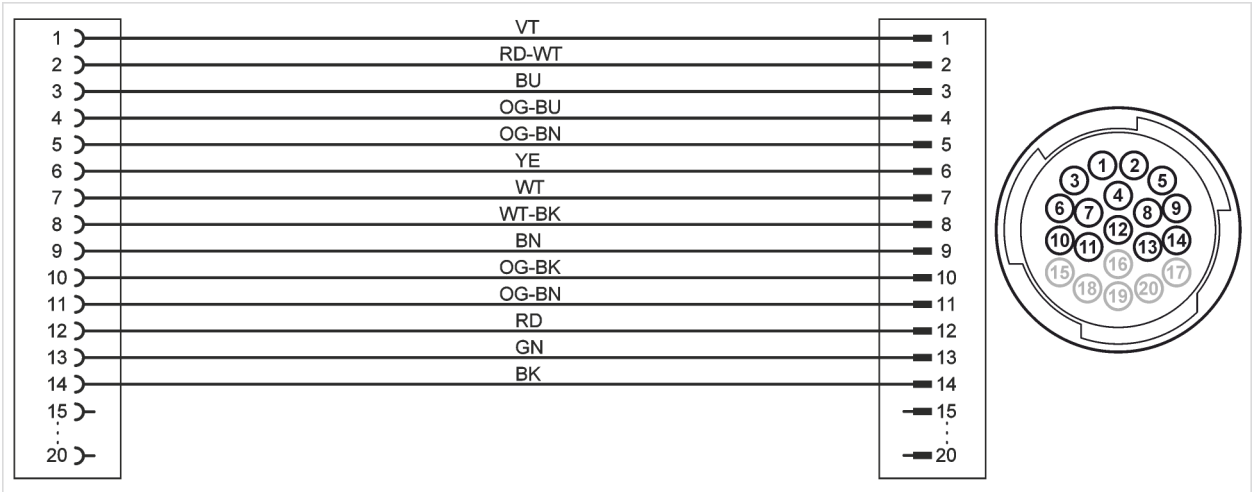 1 VT 1
2 RD-WT 2
3 BU 3
4 OG-BU 4
5 OG-BN 5
6 YE 6
7 WT 7
8 WT-BK 8
9 BN 9
10 OG-BK 10
11 OG-BN 11
12 RD 12
13 GN 13
14 BK 14
15 15
20 20
1 2
3 4 5
6 7 8 9
10 11 12 13 14
15 16 17
18 19 20